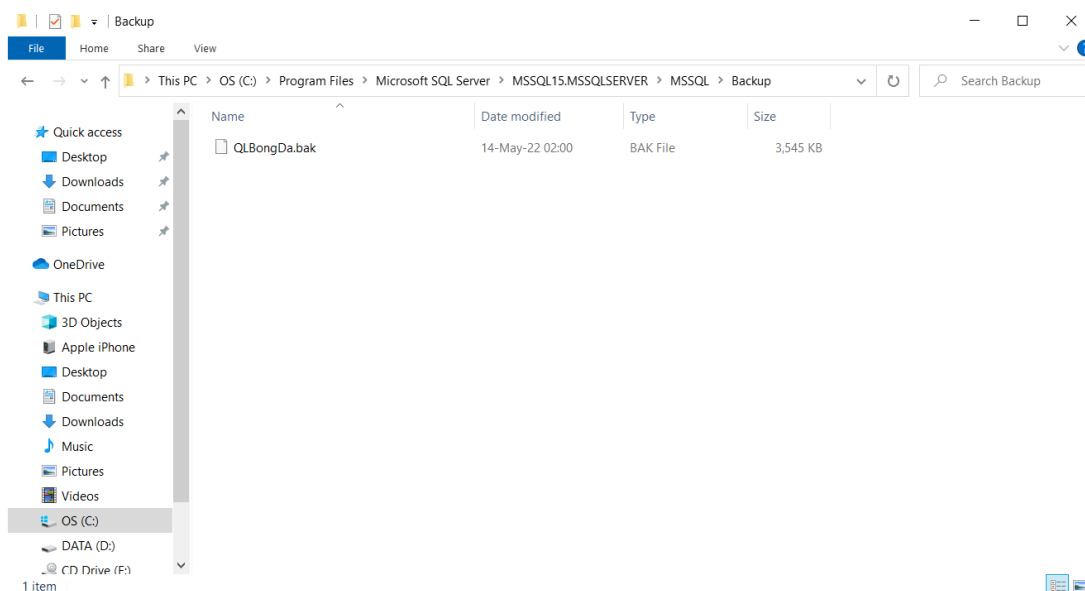 Backup
File Home Share View
This PC > OS (C:) > Program Files > Microsoft SQL Server > MSSQL15.MSSQLSERVER > MSSQL > Backup
Search Backup
Name Date modified Type Size
QLBongDa.bak 14-May-22 02:00 BAK File 3,545 KB
Quick access
Desktop
Downloads
Documents
Pictures
OneDrive
This PC
3D Objects
Apple iPhone
Desktop
Documents
Downloads
Music
Pictures
Videos
OS (C:)
DATA (D:)
CD Drive (F:)
1 item